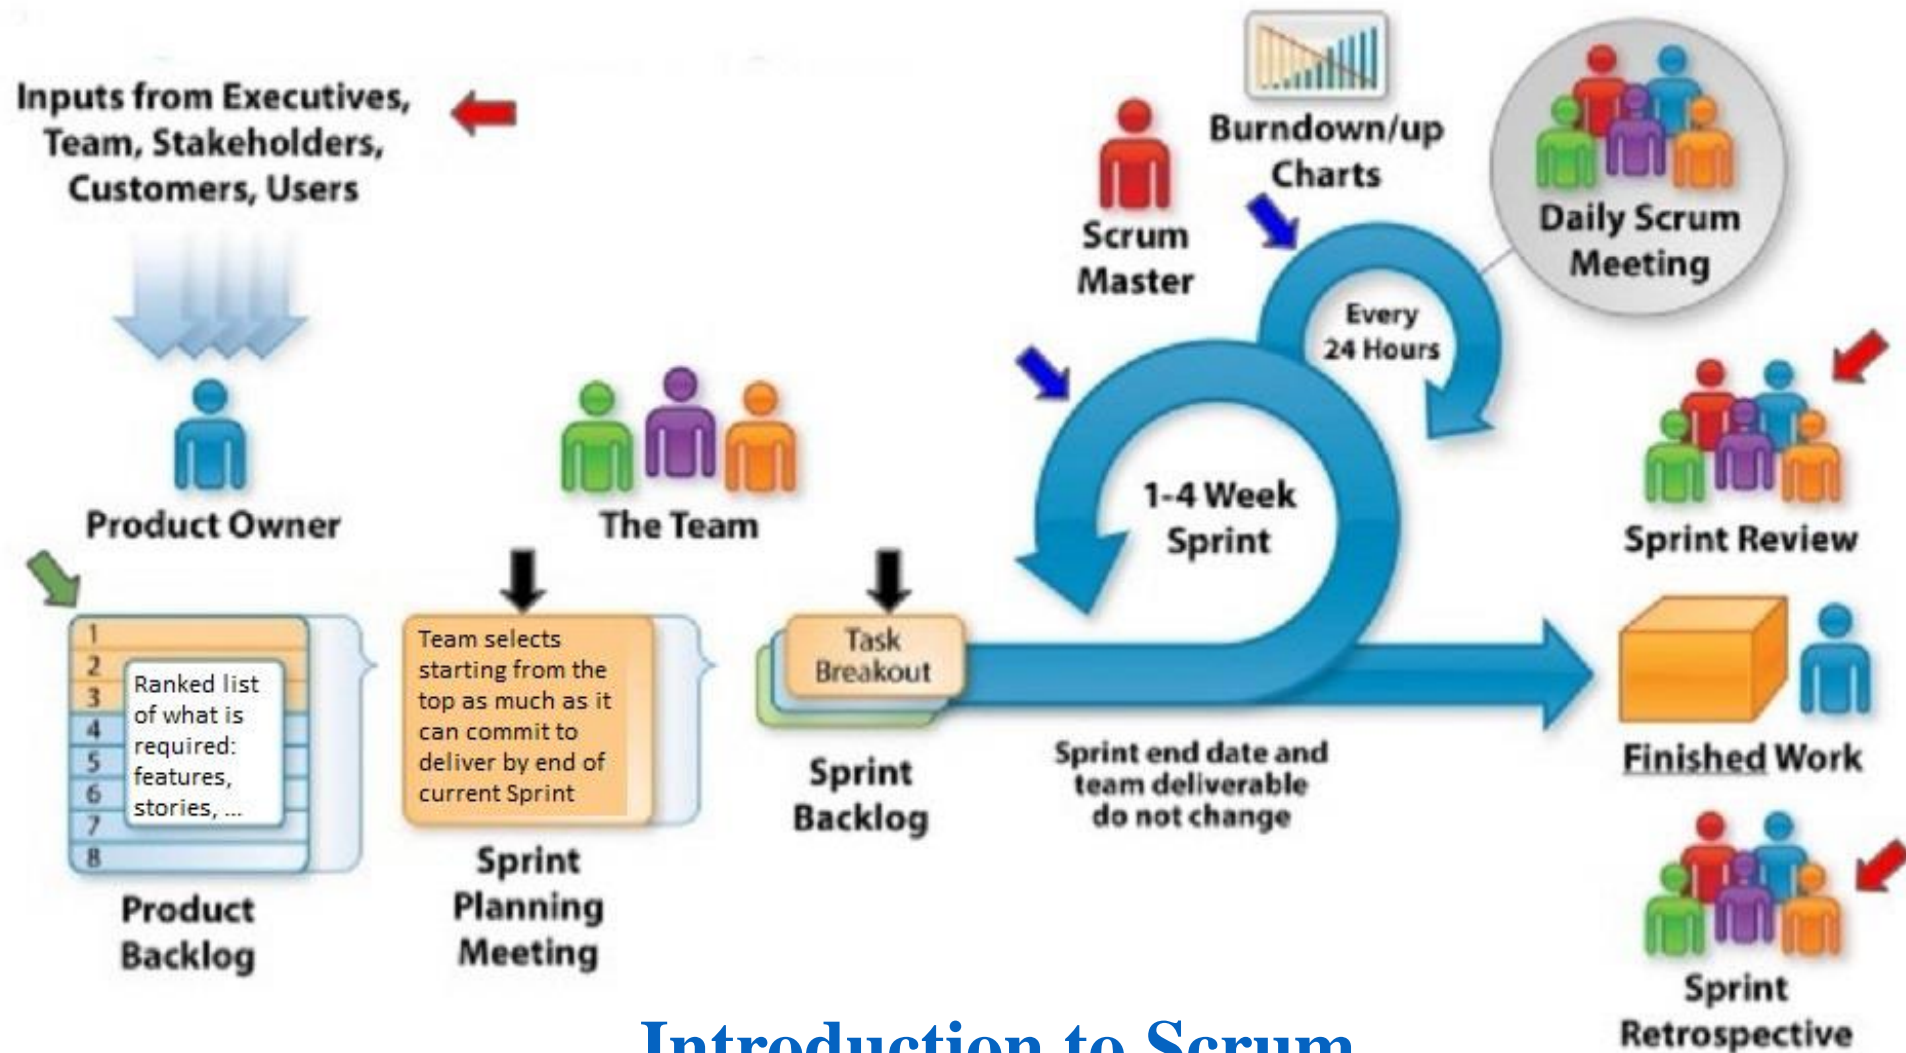 Inputs from Executives,
Team, Stakeholders,
Customers, Users
Product Owner
The Team
Scrum
Master
Burndown/up
Charts
Daily Scrum
Meeting
Every
24 Hours
1-4 Week
Sprint
Sprint Review
1
2
3
4
5
6
7
8
Ranked list
of what is
required:
features,
stories, ...
Product
Backlog
Team selects
starting from the
top as much as it
can commit to
deliver by end of
current Sprint
Sprint
Planning
Meeting
Task
Breakout
Sprint
Backlog
Sprint end date and
team deliverable
do not change
Finished Work
Sprint
Retrospective
Introduction to Scrum